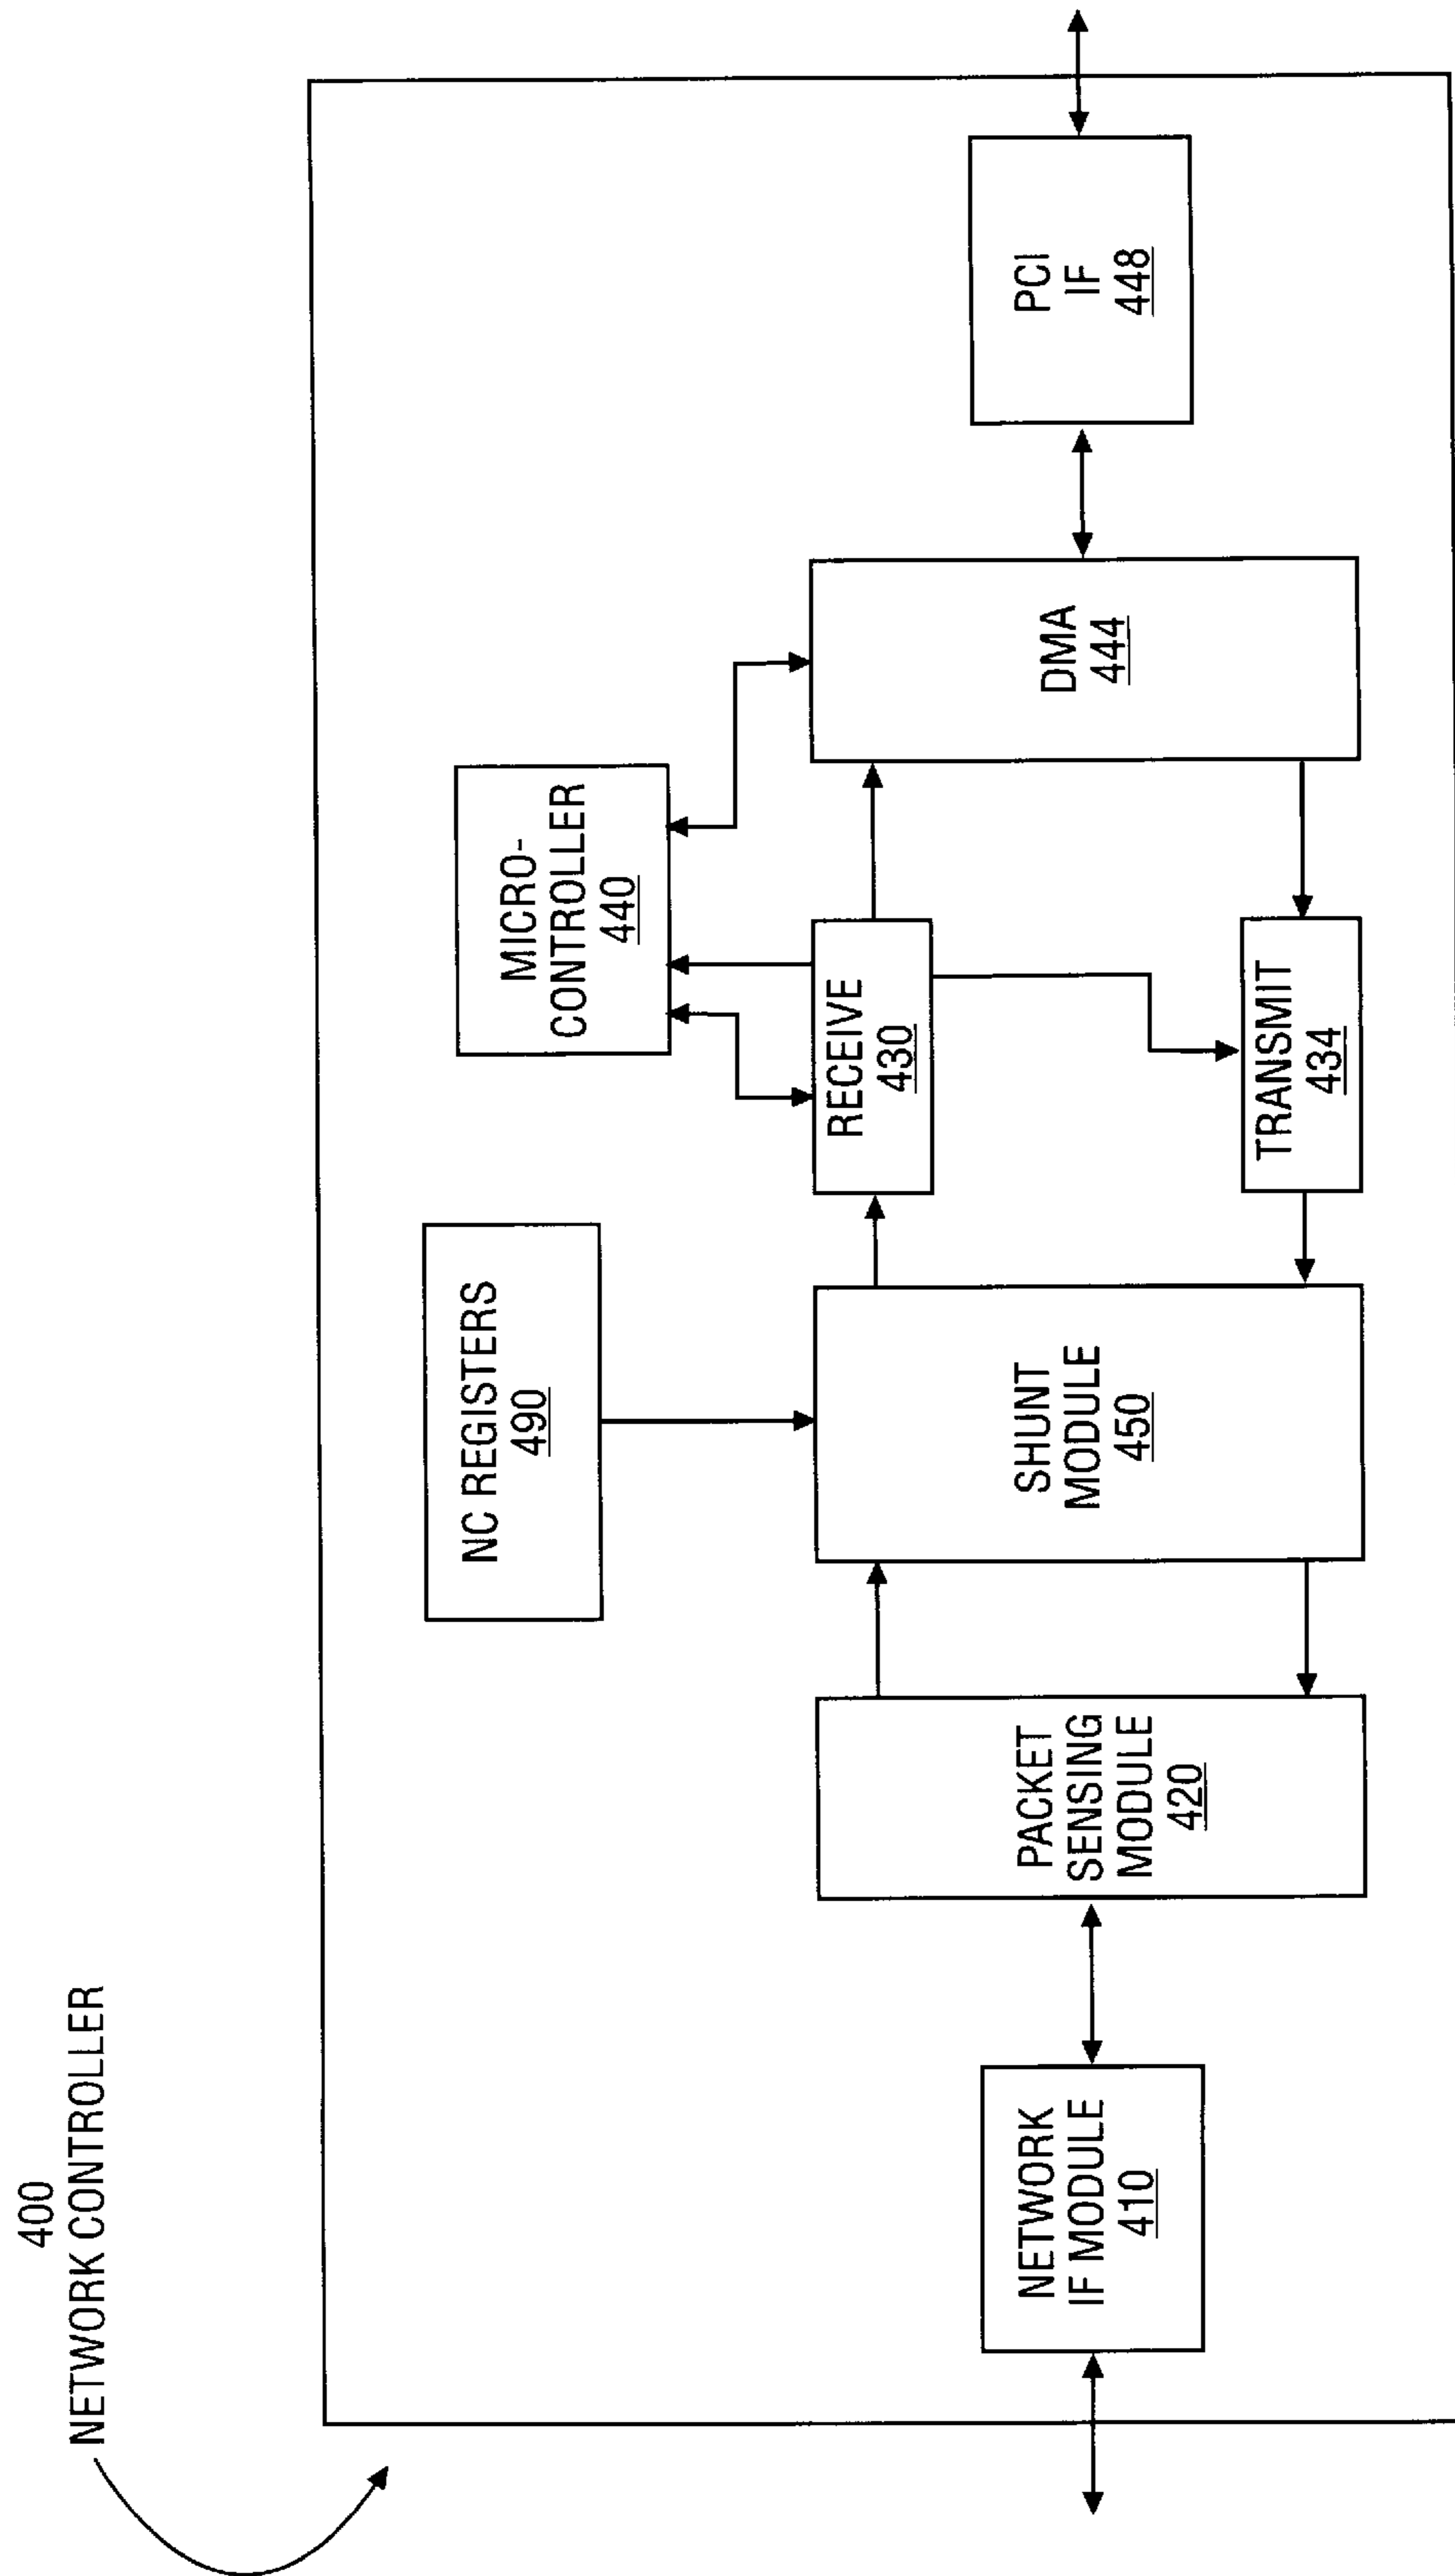 400
NETWORK CONTROLLER
NC REGISTERS
490
MICRO-
CONTROLLER
440
NETWORK
IF MODULE
410
PACKET
SENSING
MODULE
420
SHUNT
MODULE
450
RECEIVE
430
TRANSMIT
434
DMA
444
PCI
IF
448